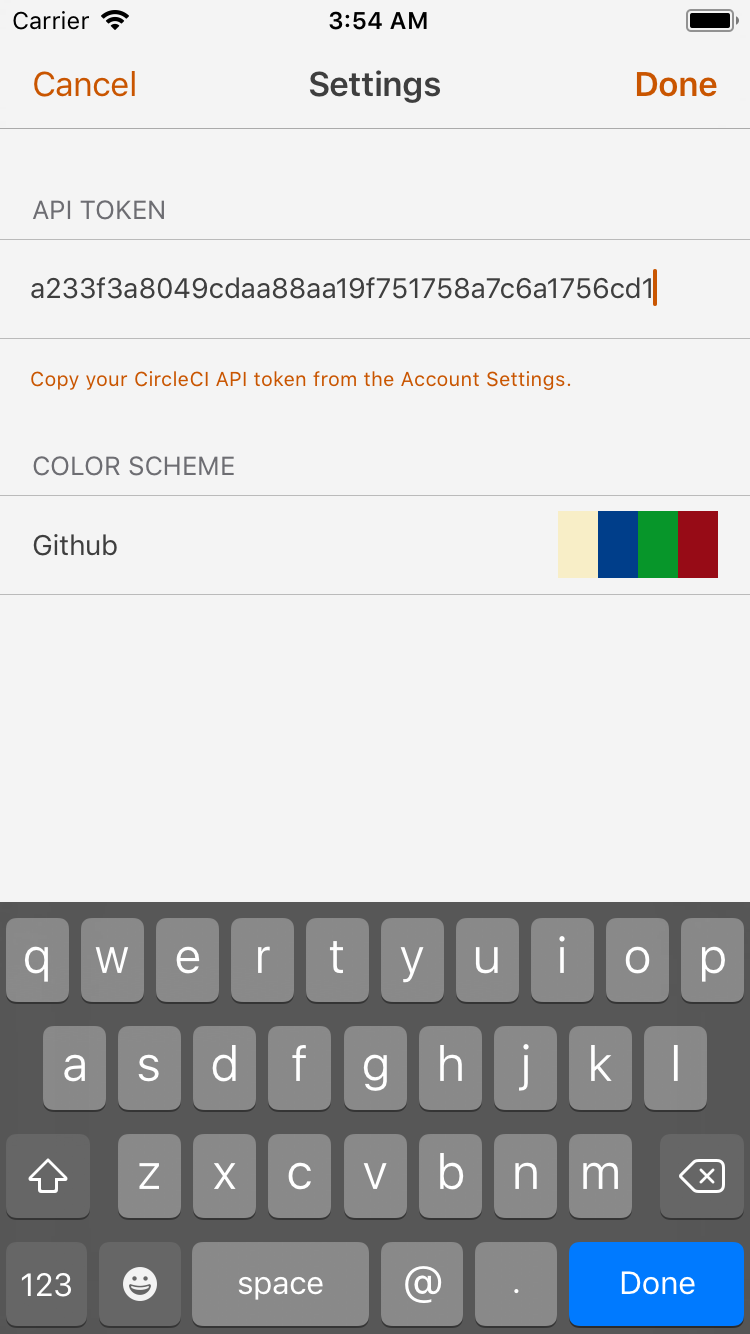 Carrier 3:54 AM
Cancel Settings Done
API TOKEN
a233f3a8049cdaa88aa19f751758a7c6a1756cd1
Copy your CircleCI API token from the Account Settings.
COLOR SCHEME
Github
q w e r t y u i o p
a s d f g h j k l
z x c v b n m
123 space @ . Done